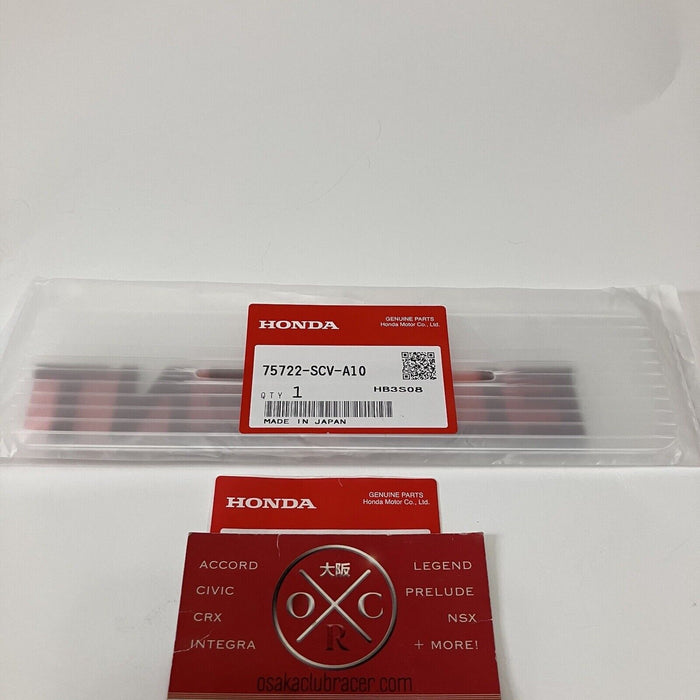 HONDA
GENUINE PARTS
Honda Motor Co., Ltd.
75722-SCV-A10
QTY 1
HB3S08
MADE IN JAPAN
HONDA
GENUINE PARTS
Honda Motor Co., Ltd.
ACCORD
CIVIC
CRX
INTEGRA
大阪
O C
R
LEGEND
PRELUDE
NSX
+ MORE!
osakaclubracer.com